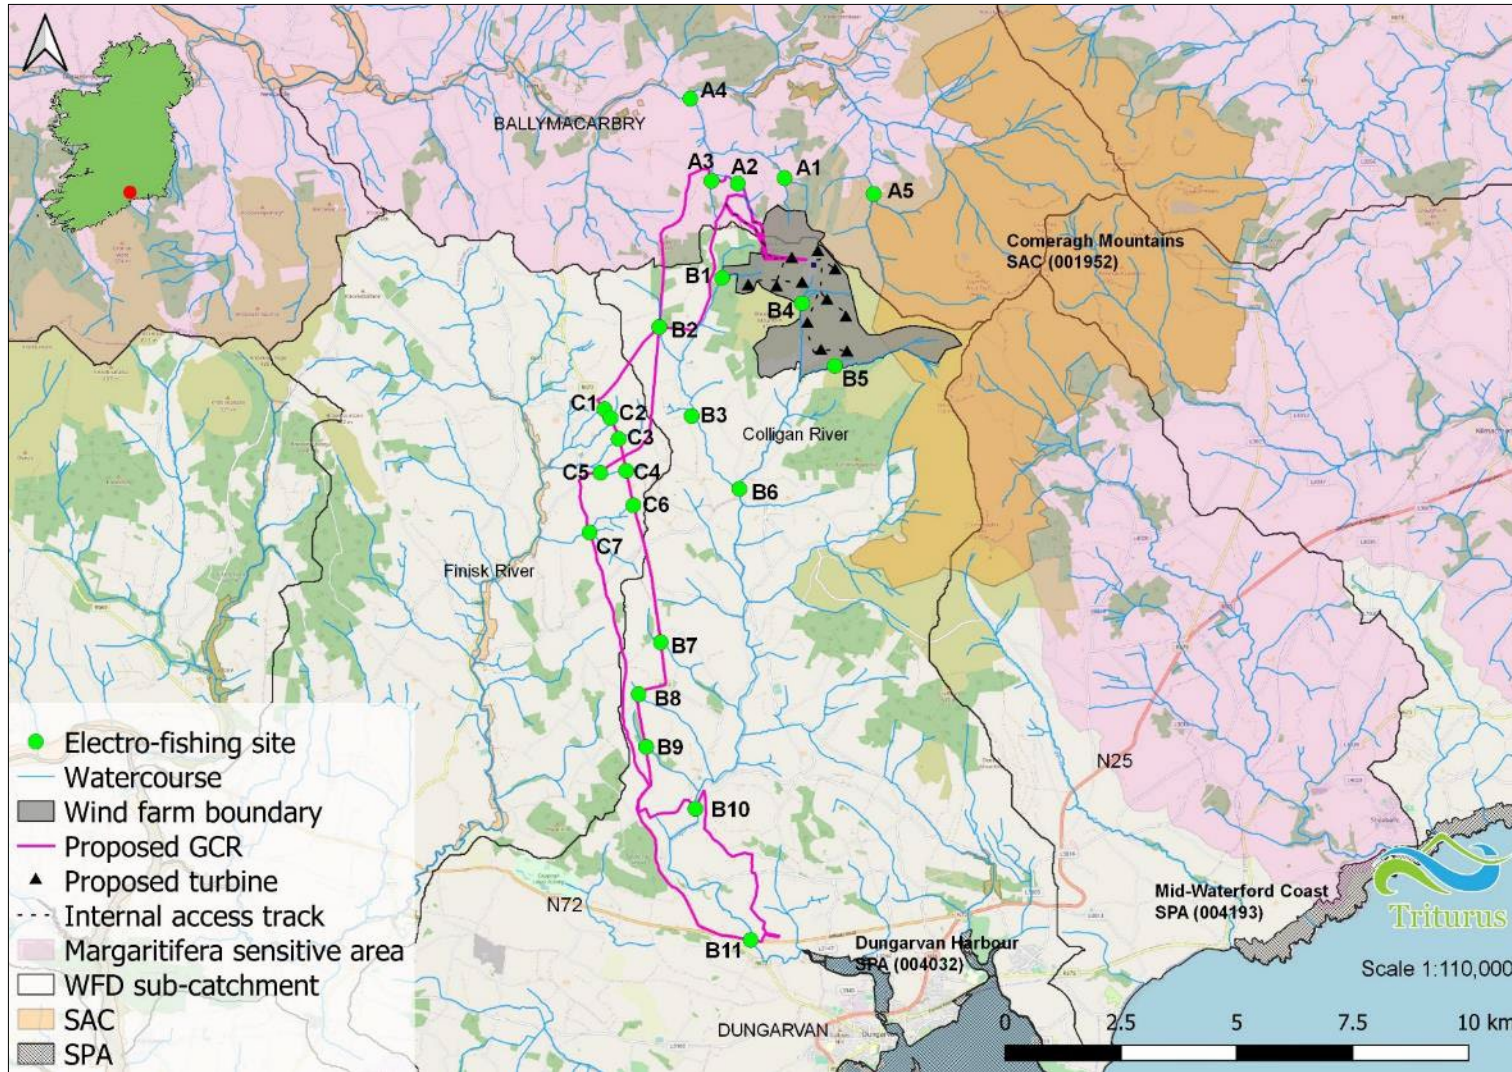 A4
BALLYMACARBRY
A3
A2
A1
A5
Comeragh Mountains
SAC (001952)
B1
B4
B2
B5
C1
C2
B3
Colligan River
C3
C5
C4
B6
C6
C7
Finisk River
B7
B8
B9
N25
B10
N72
Mid-Waterford Coast
SPA (004193)
Triturus
B11
Dungarvan Harbour
SPA (004032)
Scale 1:110,000
DUNGARVAN
0 2.5 5 7.5 10 km
Electro-fishing site
Watercourse
Wind farm boundary
Proposed GCR
Proposed turbine
Internal access track
Margaritifera sensitive area
WFD sub-catchment
SAC
SPA